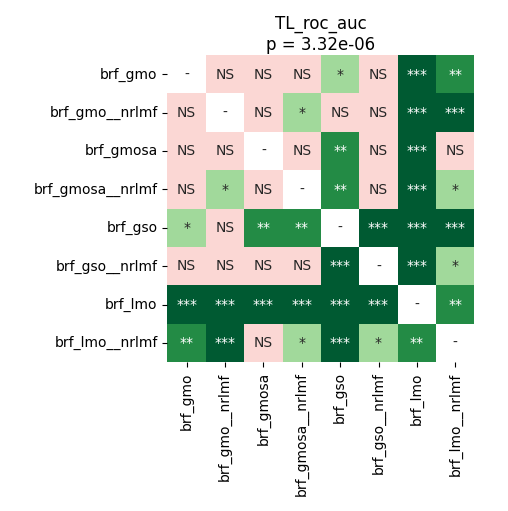 TL_roc_auc
p = 3.32e-06
brf_gmo - NS NS NS * NS *** **
brf_gmo__nrlmf NS - NS * NS NS *** ***
brf_gmosa NS NS - NS ** NS *** NS
brf_gmosa__nrlmf NS * NS - ** NS *** *
brf_gso * NS ** ** - *** *** ***
brf_gso__nrlmf NS NS NS NS *** - *** *
brf_lmo *** *** *** *** *** *** - **
brf_lmo__nrlmf ** *** NS * *** * ** -
brf_gmo
brf_gmo__nrlmf
brf_gmosa
brf_gmosa__nrlmf
brf_gso
brf_gso__nrlmf
brf_lmo
brf_lmo__nrlmf